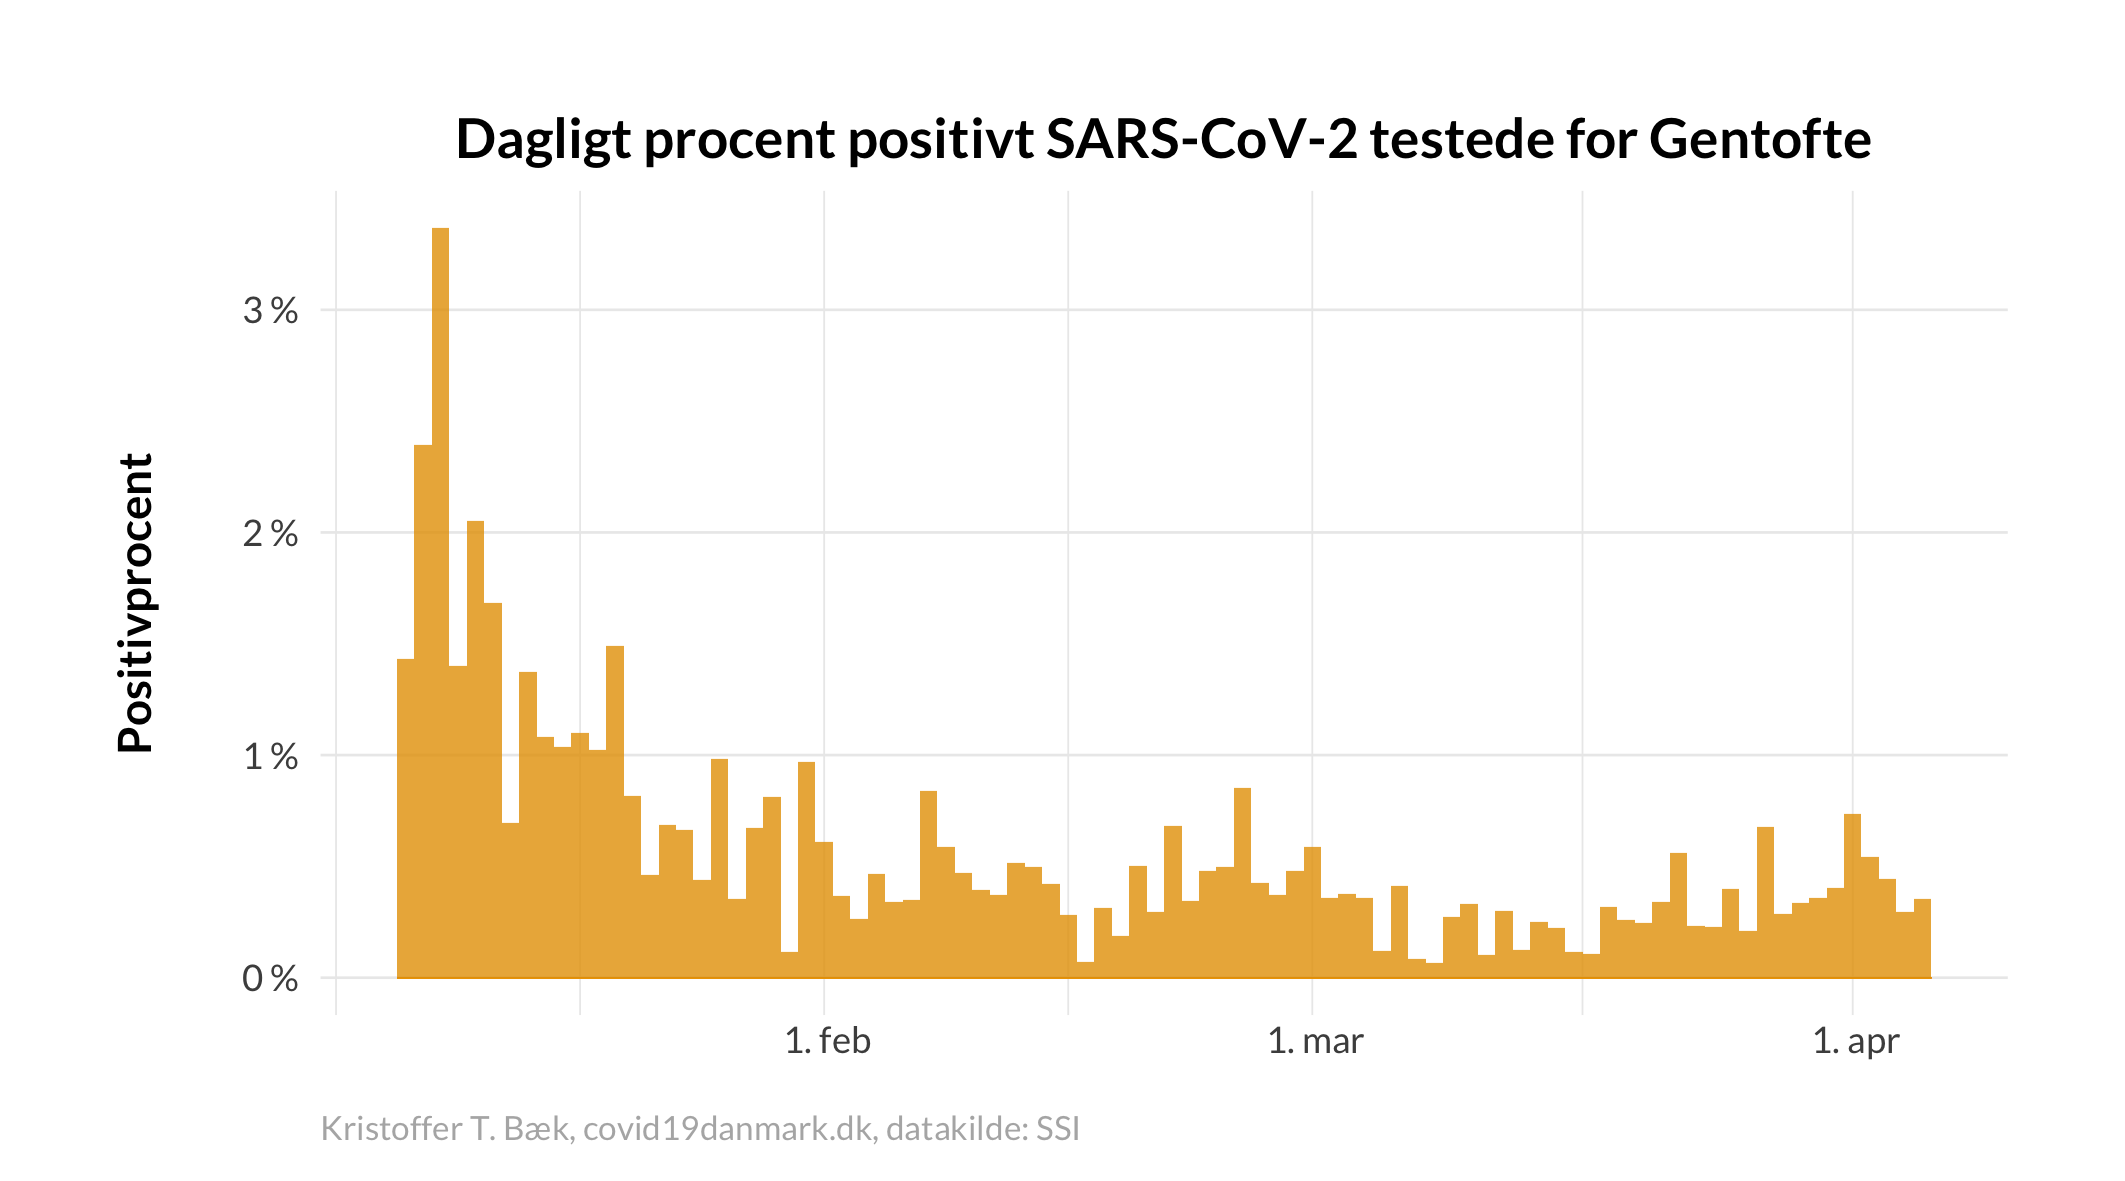 Dagligt procent positivt SARS-CoV-2 testede for Gentofte
Positivprocent
3 %
2 %
1 %
0 %
1. feb
1. mar
1. apr
Kristoffer T. Bæk, covid19danmark.dk, datakilde: SSI